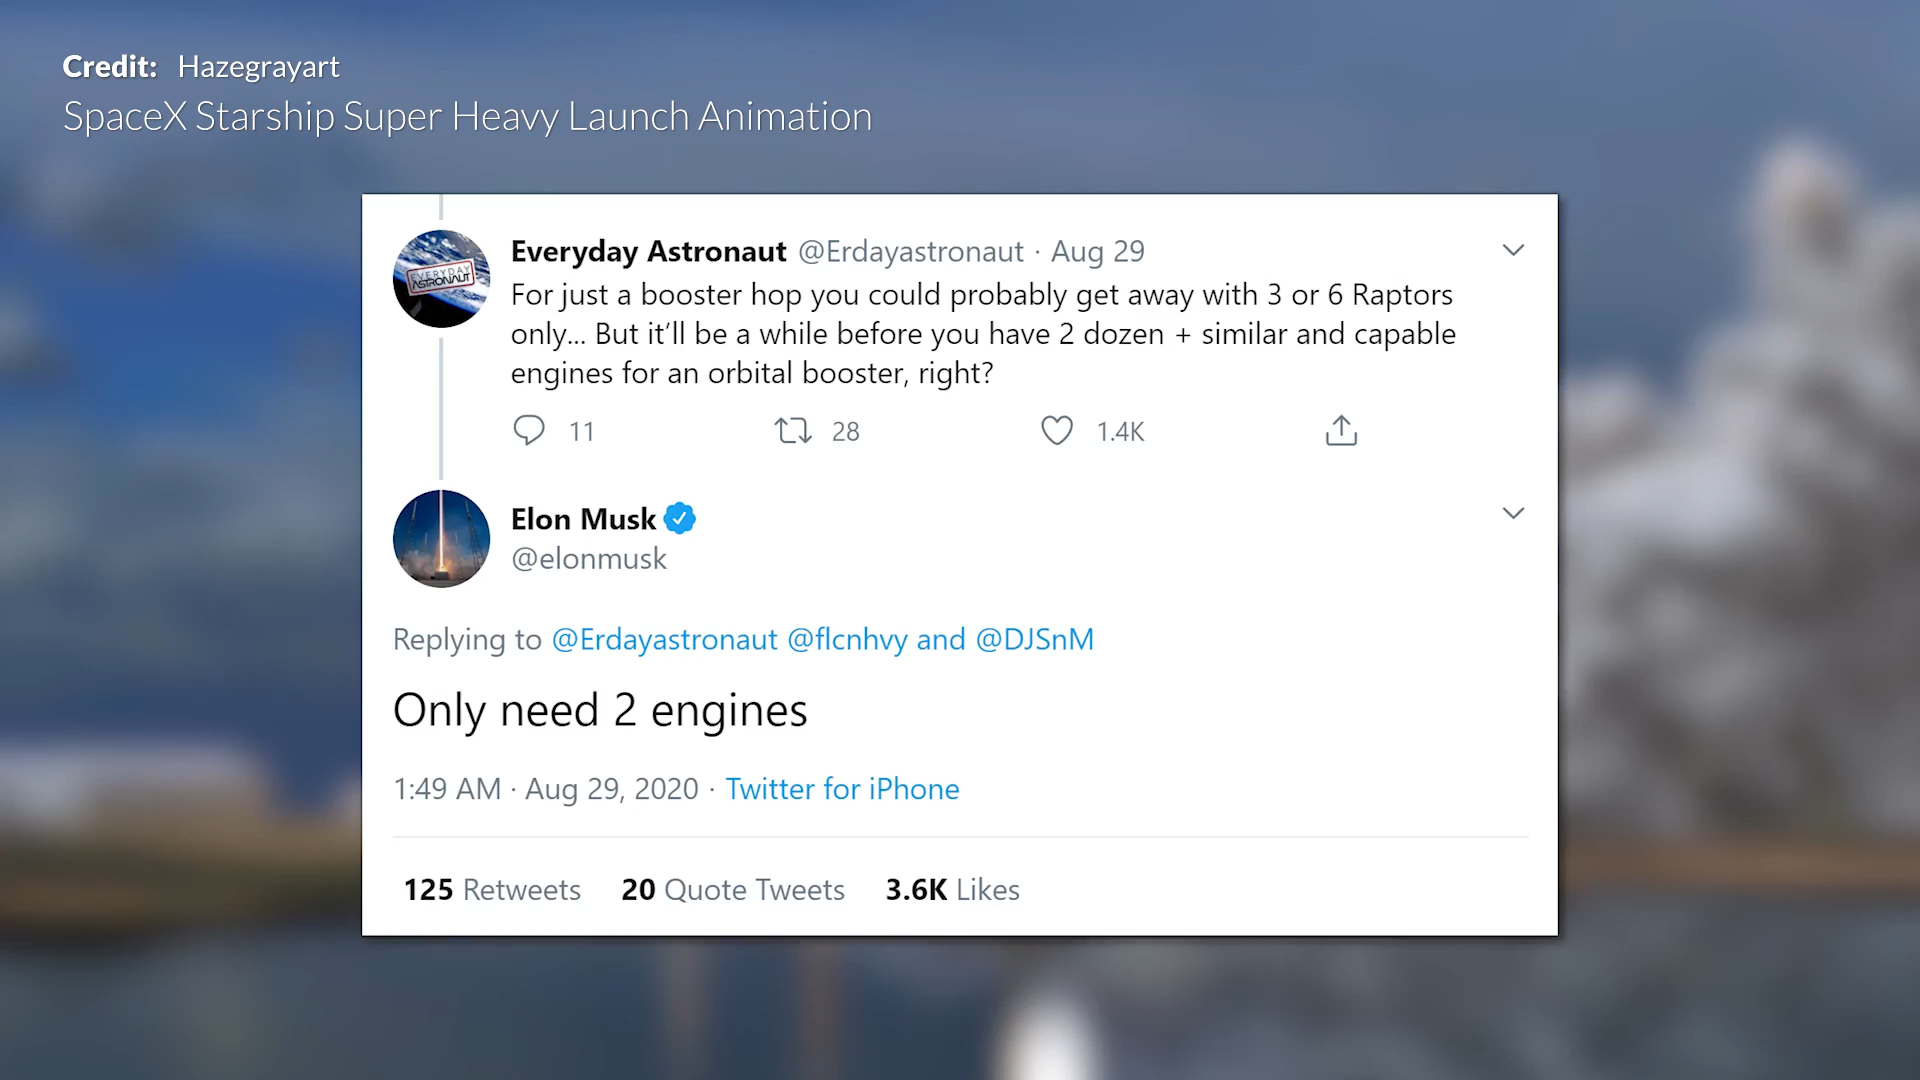 Credit: Hazegrayart
SpaceX Starship Super Heavy Launch Animation
Everyday Astronaut @Erdayastronaut · Aug 29
For just a booster hop you could probably get away with 3 or 6 Raptors
only... But it’ll be a while before you have 2 dozen + similar and capable
engines for an orbital booster, right?
11 28 1.4K
EVERYDAY
ASTRONAUT
Elon Musk
@elonmusk
Replying to @Erdayastronaut @flcnhvy and @DJSnM
Only need 2 engines
1:49 AM · Aug 29, 2020 · Twitter for iPhone
125 Retweets 20 Quote Tweets 3.6K Likes